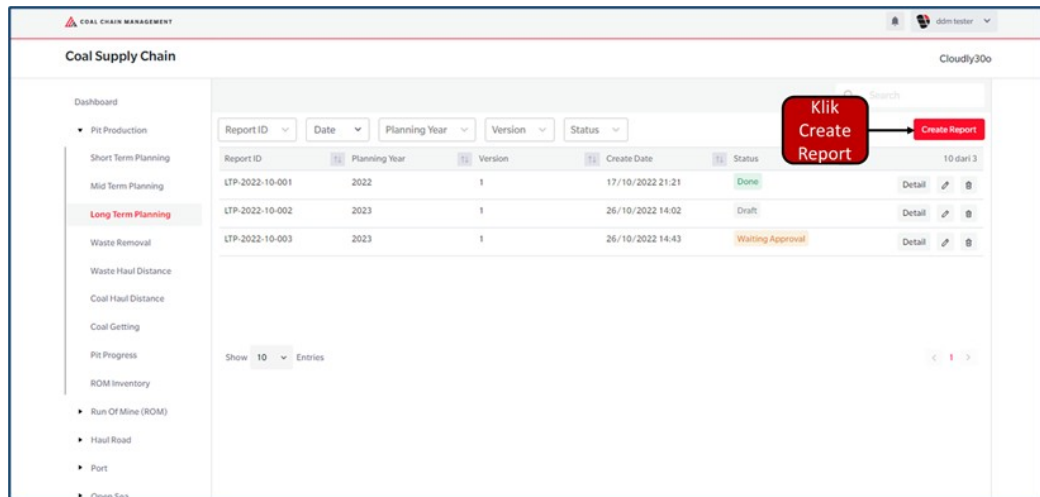 COAL CHAIN MANAGEMENT
ddm tester
Coal Supply Chain
Cloudly30o
Search
Dashboard
Pit Production
Short Term Planning
Mid Term Planning
Long Term Planning
Waste Removal
Waste Haul Distance
Coal Haul Distance
Coal Getting
Pit Progress
ROM Inventory
Run Of Mine (ROM)
Haul Road
Port
Open Sea
Klik
Create
Report
Report ID Date Planning Year Version Status Create Report
Report ID Planning Year Version Create Date Status 10 dari 3
LTP-2022-10-001 2022 1 17/10/2022 21:21 Done Detail
LTP-2022-10-002 2023 1 26/10/2022 14:02 Draft Detail
LTP-2022-10-003 2023 1 26/10/2022 14:43 Waiting Approval Detail
Show 10 Entries
< 1 >